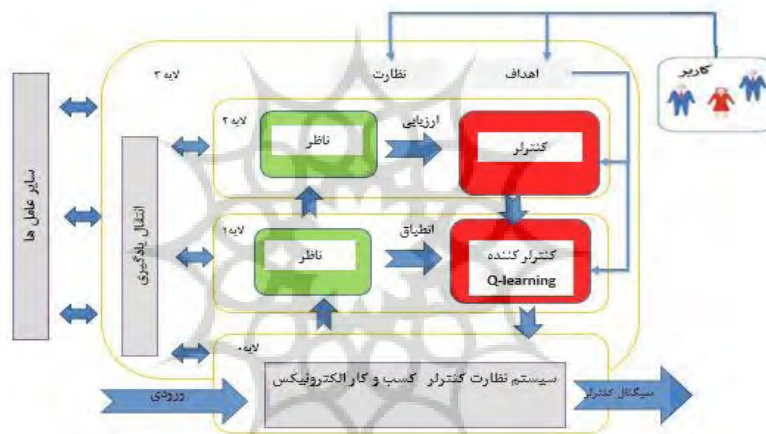 کاربر
اهداف
نظارت
لایه ۳
سایر عامل ها
انتقال یادگیری
لایه ۲
ناظر
ارزیابی
کنترلر
لایه ۱
ناظر
انطباق
کنترلر کننده
Q-learning
لایه ۰
ورودی
سیستم نظارت کنترلر کسب و کار الکترونیکس
سیگنال کنترلر